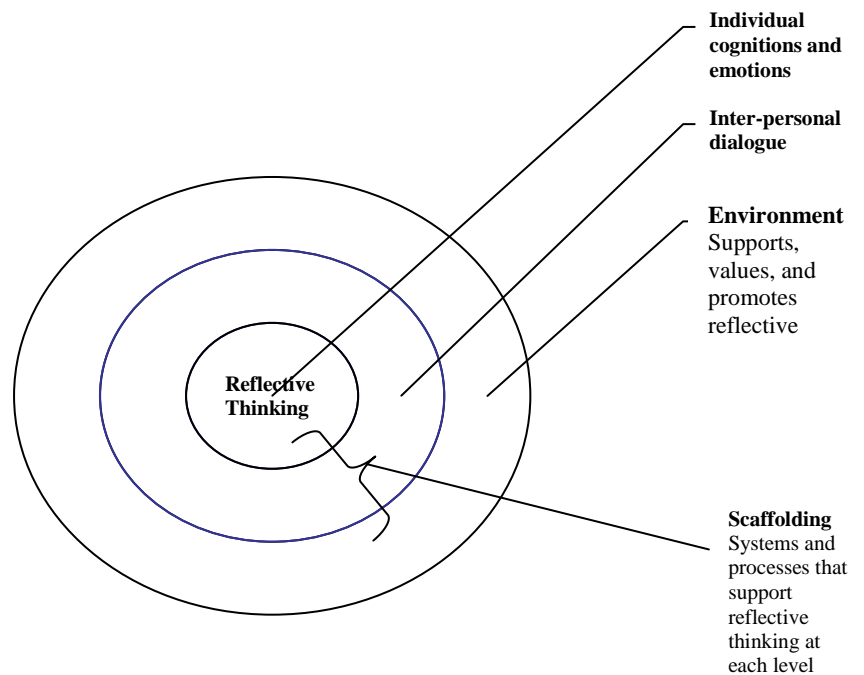 Individual
cognitions and
emotions
Inter-personal
dialogue
Environment
Supports,
values, and
promotes
reflective
Reflective
Thinking
Scaffolding
Systems and
processes that
support
reflective
thinking at
each level